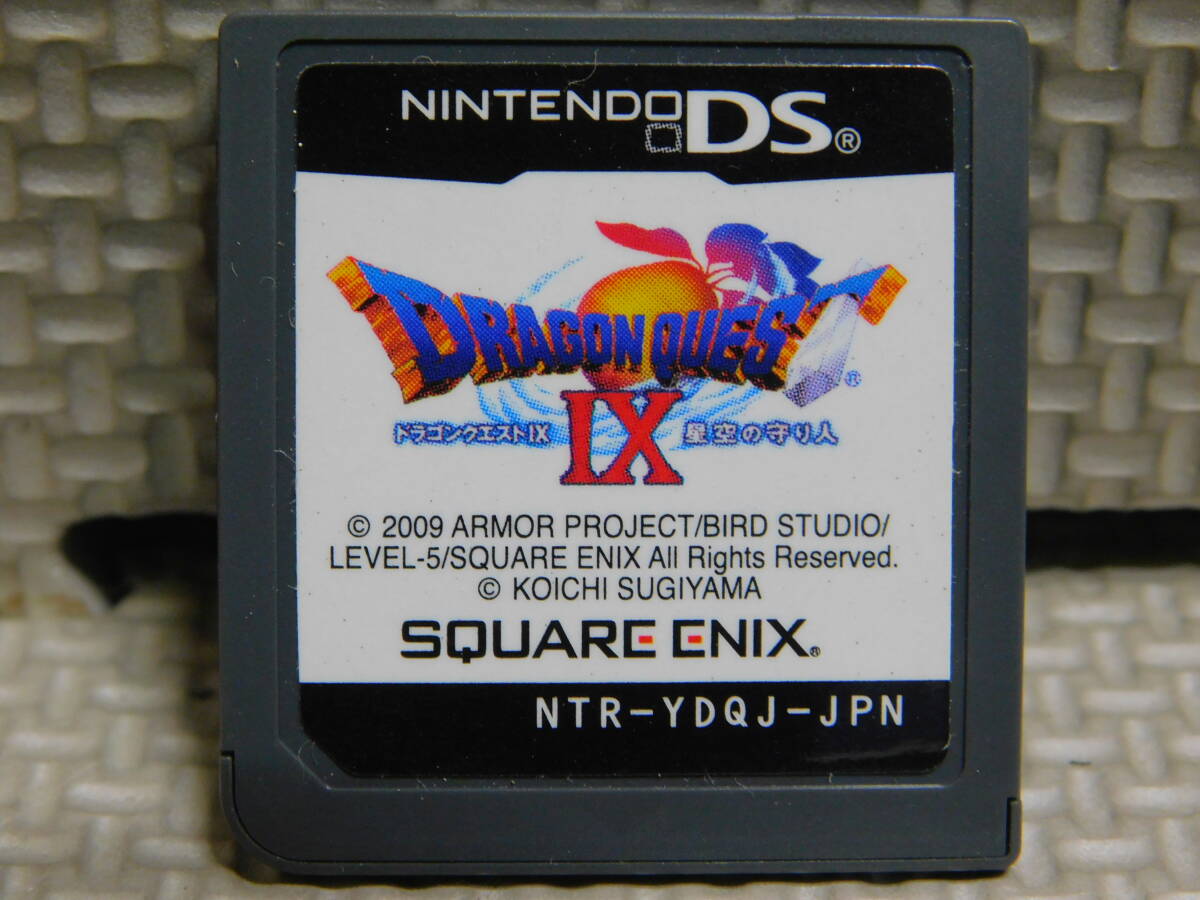 NINTENDO DS®
DRAGON QUEST®
ドラゴンクエストIX IX 星空の守り人
© 2009 ARMOR PROJECT/BIRD STUDIO/
LEVEL-5/SQUARE ENIX All Rights Reserved.
© KOICHI SUGIYAMA
SQUARE ENIX®
NTR-YDQJ-JPN